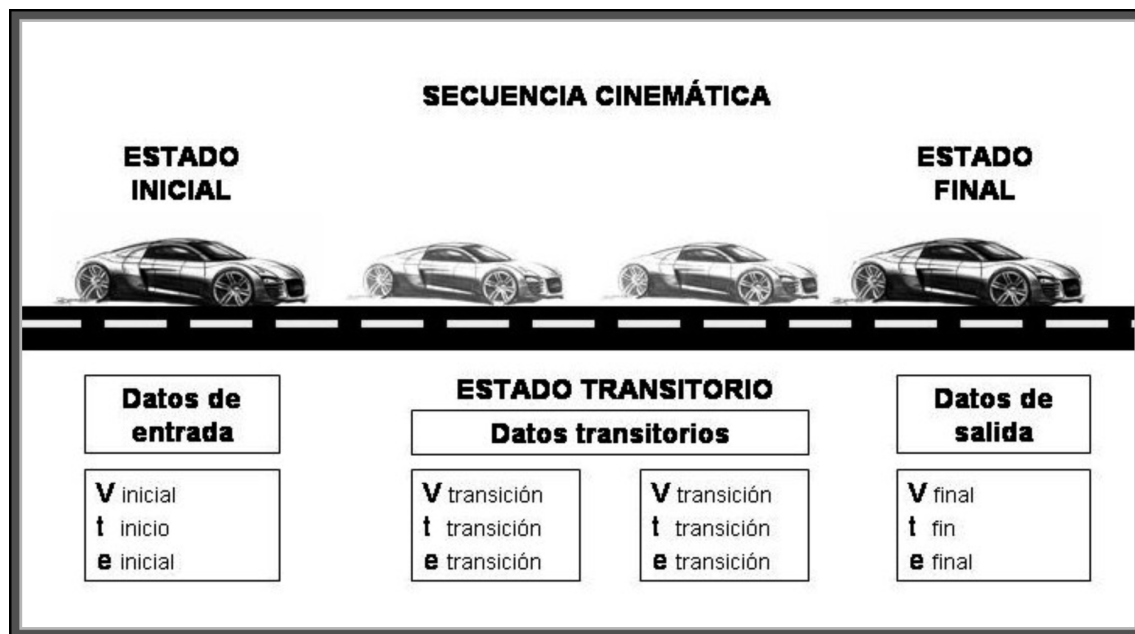 SECUENCIA CINEMÁTICA
ESTADO
INICIAL
ESTADO
FINAL
Datos de
entrada
V inicial
t inicio
e inicial
ESTADO TRANSITORIO
Datos transitorios
V transición
t transición
e transición
V transición
t transición
e transición
Datos de
salida
V final
t fin
e final